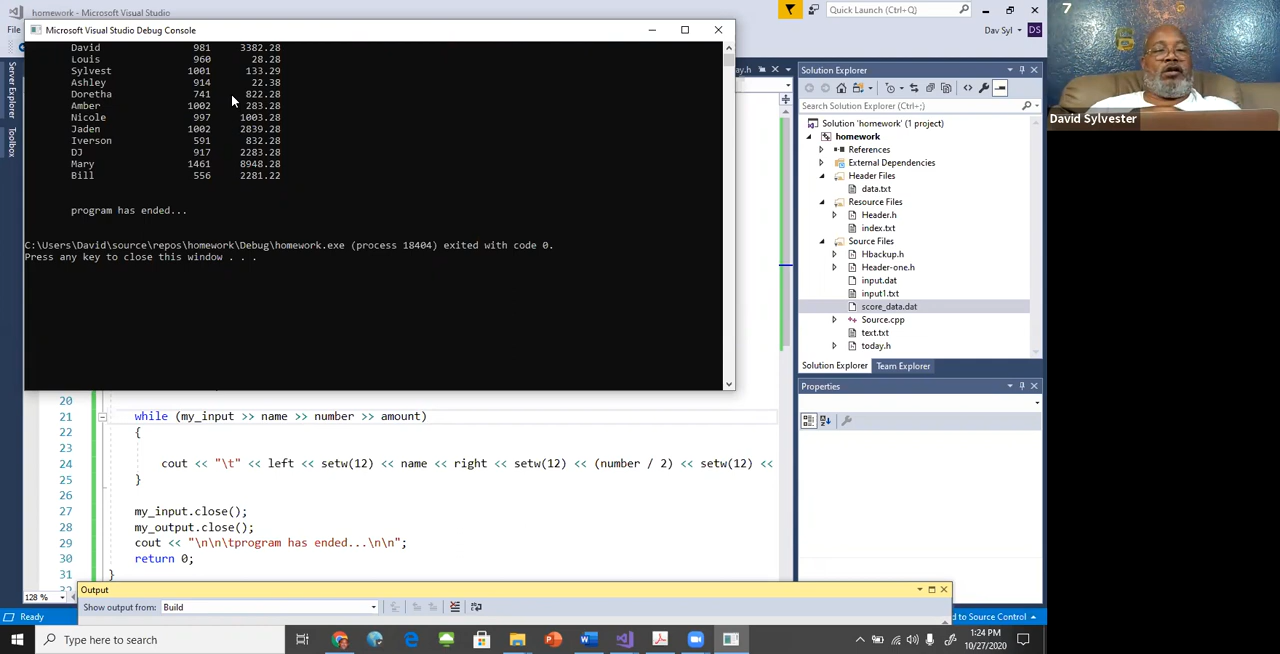 homework - Microsoft Visual Studio
Quick Launch (Ctrl+Q)
File
Dav Syl
DS
Microsoft Visual Studio Debug Console
David 981 3382.28
Louis 960 28.28
Sylvest 1001 133.29
Ashley 914 22.38
Doretha 741 822.28
Amber 1002 283.28
Nicole 997 1003.28
Jaden 1002 2839.28
Iverson 591 832.28
DJ 917 2283.28
Mary 1461 8948.28
Bill 556 2281.22
program has ended...
C:\Users\David\source\repos\homework\Debug\homework.exe (process 18404) exited with code 0.
Press any key to close this window . . .
Server Explorer
Toolbox
ay.h
20
21 while (my_input >> name >> number >> amount)
22 {
23
24 cout << "\t" << left << setw(12) << name << right << setw(12) << (number / 2) << setw(12) <<
25 }
26
27 my_input.close();
28 my_output.close();
29 cout << "\n\n\tprogram has ended...\n\n";
30 return 0;
31 }
128 %
Output
Show output from: Build
Ready
d to Source Control
Solution Explorer
Search Solution Explorer (Ctrl+;)
Solution 'homework' (1 project)
homework
References
External Dependencies
Header Files
data.txt
Resource Files
Header.h
index.txt
Source Files
Hbackup.h
Header-one.h
input.dat
input1.txt
score_data.dat
Source.cpp
text.txt
today.h
Solution Explorer
Team Explorer
Properties
7
David Sylvester
Type here to search
1:24 PM
10/27/2020